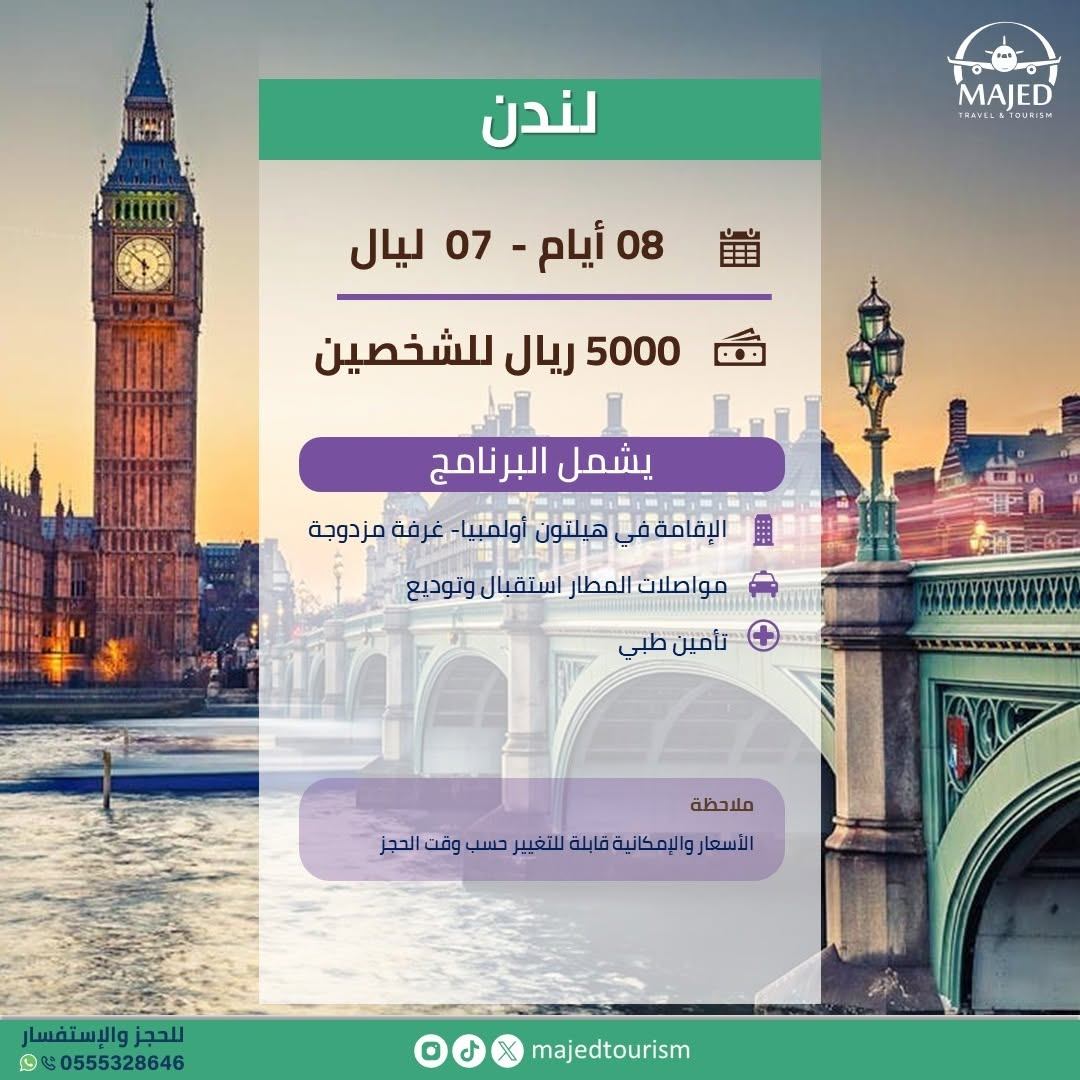 MAJED
TRAVEL & TOURISM
لندن
08 أيام - 07 ليال
5000 ريال للشخصين
يشمل البرنامج
الإقامة في هيلتون أولمبيا- غرفة مزدوجة
مواصلات المطار استقبال وتوديع
تأمين طبي
ملاحظة
الأسعار والإمكانية قابلة للتغيير حسب وقت الحجز
للحجز والإستفسار
0555328646
majedtourism